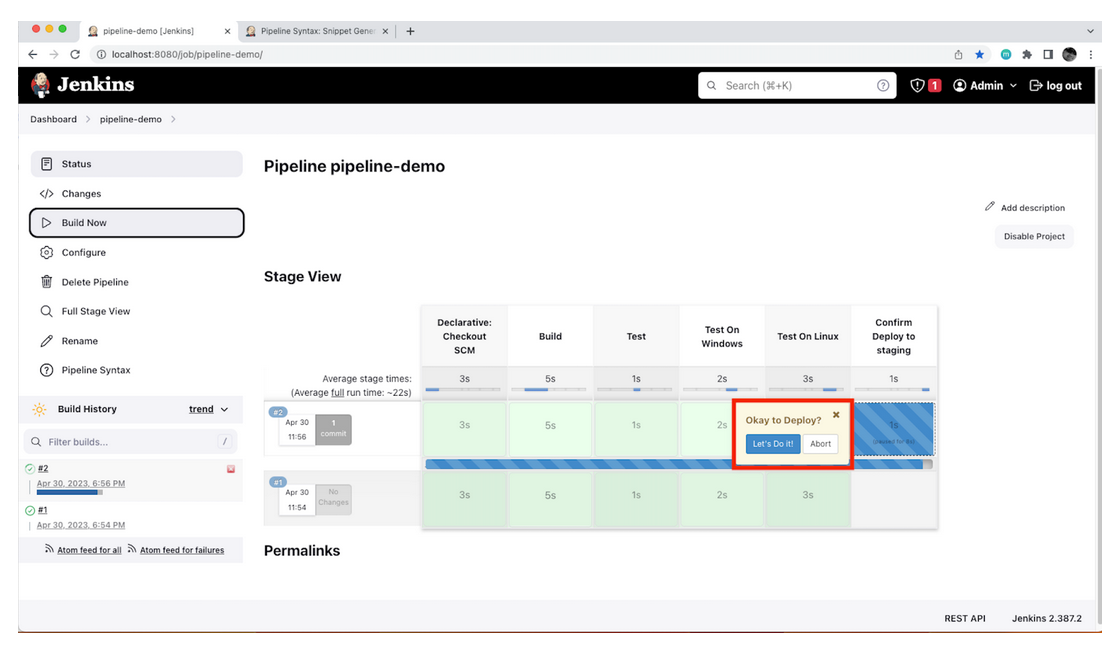 pipeline-demo [Jenkins]
Pipeline Syntax: Snippet Gene
localhost:8080/job/pipeline-demo/
Jenkins
Search (⌘+K)
1
Admin
log out
Dashboard > pipeline-demo >
Status
Changes
Build Now
Configure
Delete Pipeline
Full Stage View
Rename
Pipeline Syntax
Build History
trend
Filter builds...
/
#2
Apr 30, 2023, 6:56 PM
#1
Apr 30, 2023, 6:54 PM
Atom feed for all
Atom feed for failures
Pipeline pipeline-demo
Add description
Disable Project
Stage View
Declarative:
Checkout
SCM
Build
Test
Test On
Windows
Test On Linux
Confirm
Deploy to
staging
Average stage times:
(Average full run time: ~22s)
3s
5s
1s
2s
3s
1s
#2
Apr 30
11:56
1
commit
3s
5s
1s
2s
Okay to Deploy?
Let's Do it!
Abort
1s
#1
Apr 30
11:54
No
Changes
3s
5s
1s
2s
3s
Permalinks
REST API
Jenkins 2.387.2